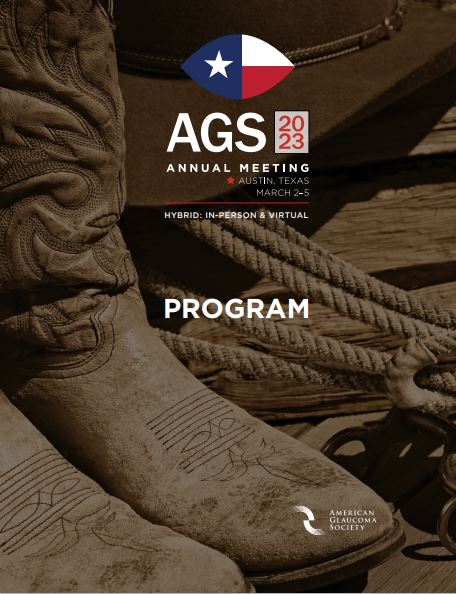 AGS 20
23
ANNUAL MEETING
AUSTIN, TEXAS
MARCH 2–5
HYBRID: IN-PERSON & VIRTUAL
PROGRAM
AMERICAN
GLAUCOMA
SOCIETY